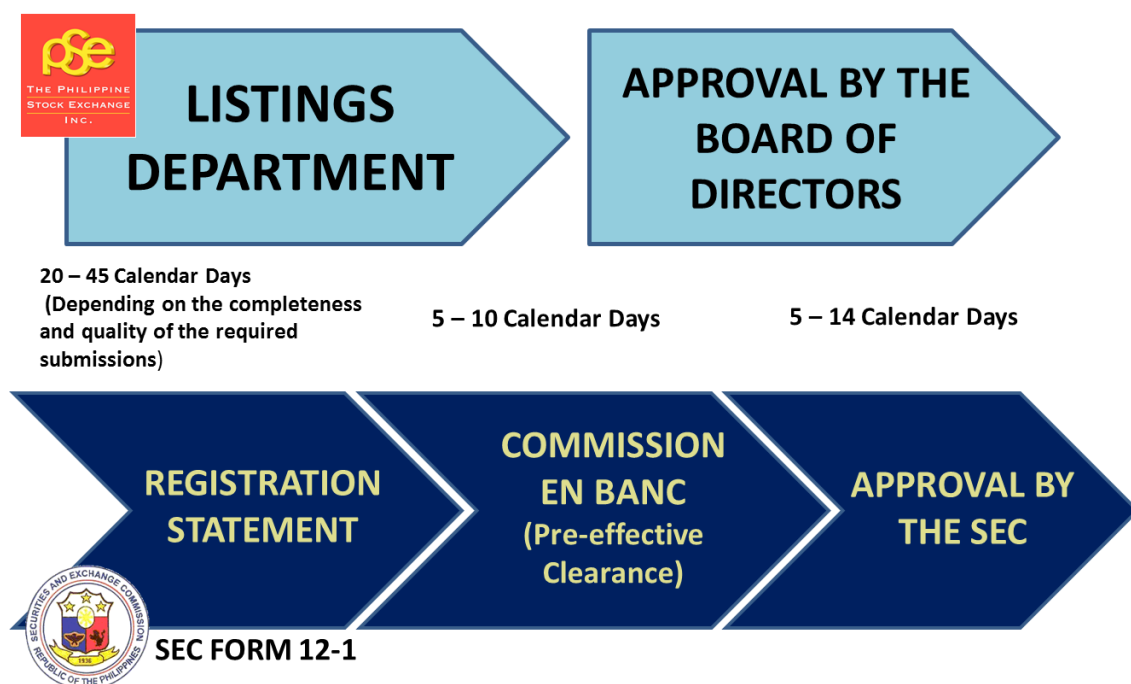 pse
THE PHILIPPINE
STOCK EXCHANGE
INC.
LISTINGS
DEPARTMENT
APPROVAL BY THE
BOARD OF
DIRECTORS
20 – 45 Calendar Days
(Depending on the completeness
and quality of the required
submissions)
5 – 10 Calendar Days
5 – 14 Calendar Days
REGISTRATION
STATEMENT
COMMISSION
EN BANC
(Pre-effective
Clearance)
APPROVAL BY
THE SEC
SECURITIES AND EXCHANGE COMMISSION
REPUBLIC OF THE PHILIPPINES
1936
SEC FORM 12-1